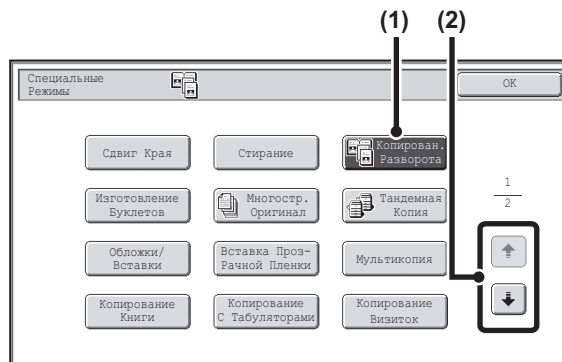 (1) (2)
Специальные
Режимы
OK
Сдвиг Края
Стирание
Копирован.
Разворота
Изготовление
Буклетов
Многостр.
Оригинал
Тандемная
Копия
1
2
Обложки/
Вставки
Вставка Проз-
Рачной Пленки
Мультикопия
Копирование
Книги
Копирование
С Табуляторами
Копирование
Визиток